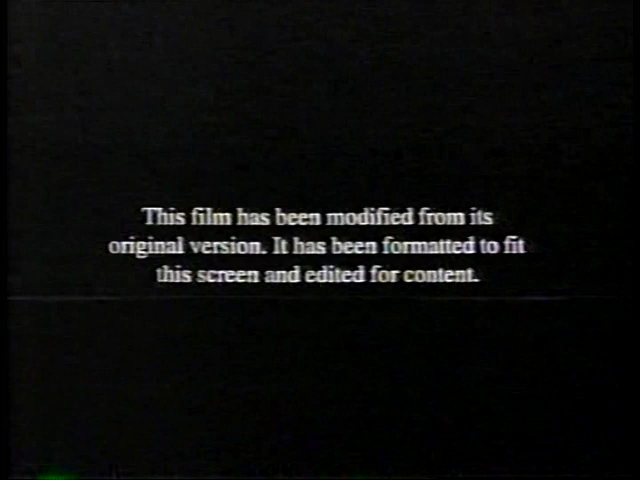 This film has been modified from its
original version. It has been formatted to fit
this screen and edited for content.